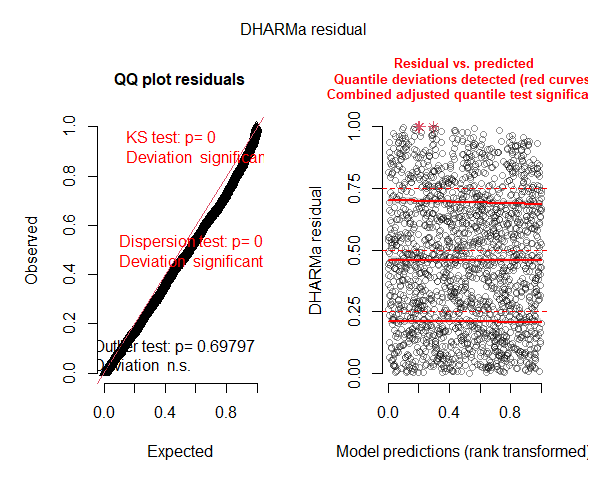 DHARMa residual
QQ plot residuals
KS test: p= 0
Deviation significan
Dispersion test: p= 0
Deviation significant
Outlier test: p= 0.69797
Deviation n.s.
Observed
0.0 0.2 0.4 0.6 0.8 1.0
0.0 0.4 0.8
Expected
Residual vs. predicted
Quantile deviations detected (red curves
Combined adjusted quantile test significa
DHARMa residual
0.00 0.25 0.50 0.75 1.00
0.0 0.4 0.8
Model predictions (rank transformed)